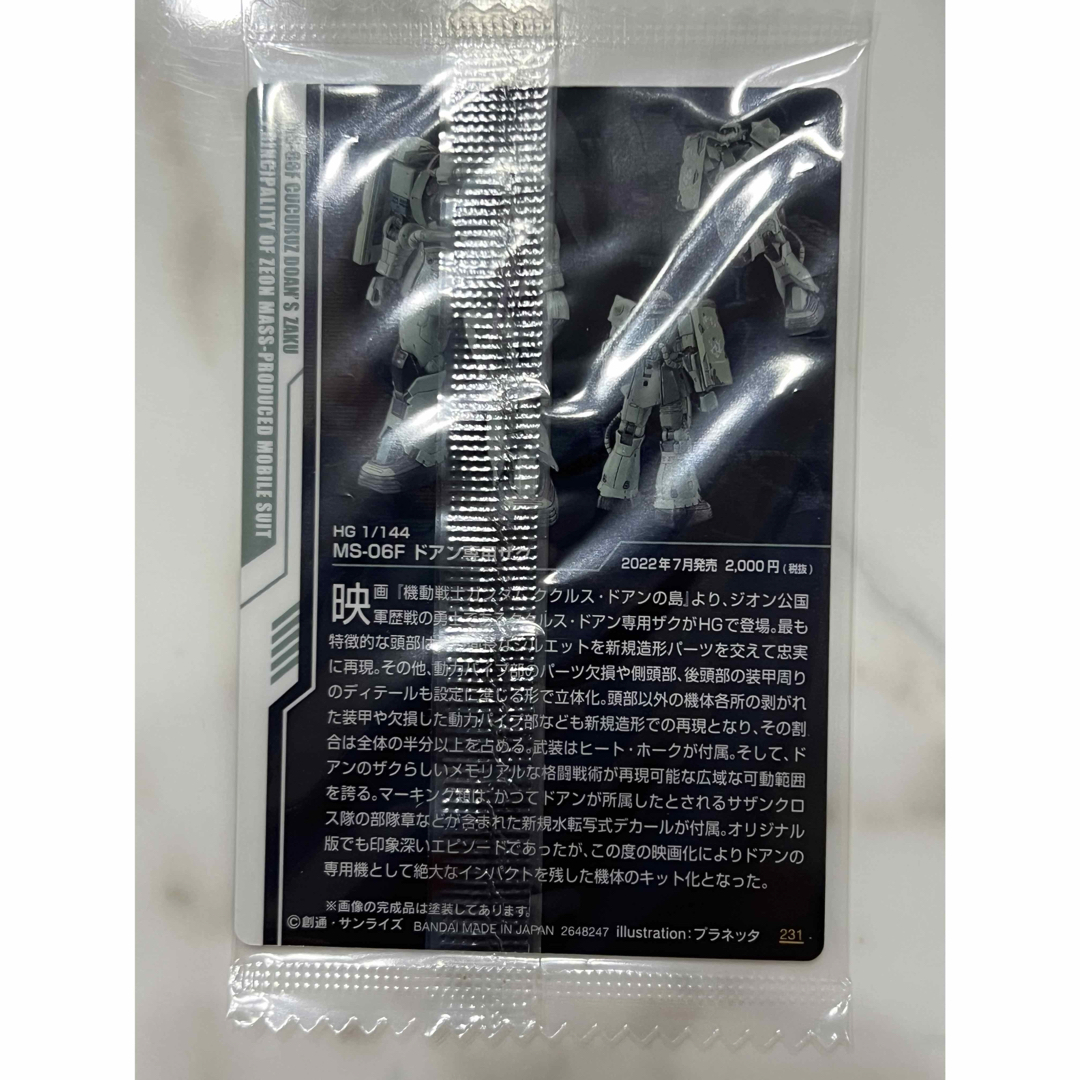 CUCURUZ DOAN'S ZAKU
OF ZEON MASS-PRODUCED MOBILE SUIT
HG 1/144
MS-06F ドアン専用ザク
2022年7月発売 2,000円(税抜)
映画『機動戦士ガンダム ククルス・ドアンの島』より、ジオン公国
軍歴戦の勇士 ククルス・ドアン専用ザクがHGで登場。最も
特徴的な頭部は、 シルエットを新規造形パーツを交えて忠実
に再現。その他、動力パイプ部のパーツ欠損や側頭部、後頭部の装甲周り
のディテールも設定に準じる形で立体化。頭部以外の機体各所の剥がれ
た装甲や欠損した動力パイプ部なども新規造形での再現となり、その割
合は全体の半分以上を占める。武装はヒート・ホークが付属。そして、ド
アンのザクらしいメモリアルな格闘戦術が再現可能な広域な可動範囲
を誇る。マーキング類は、かつてドアンが所属したとされるサザンクロ
ス隊の部隊章などが含まれた新規水転写式デカールが付属。オリジナル
版でも印象深いエピソードであったが、この度の映画化によりドアンの
専用機として絶大なインパクトを残した機体のキット化となった。
※画像の完成品は塗装してあります。
©創通・サンライズ BANDAI MADE IN JAPAN 2648247 illustration:プラネッタ 231